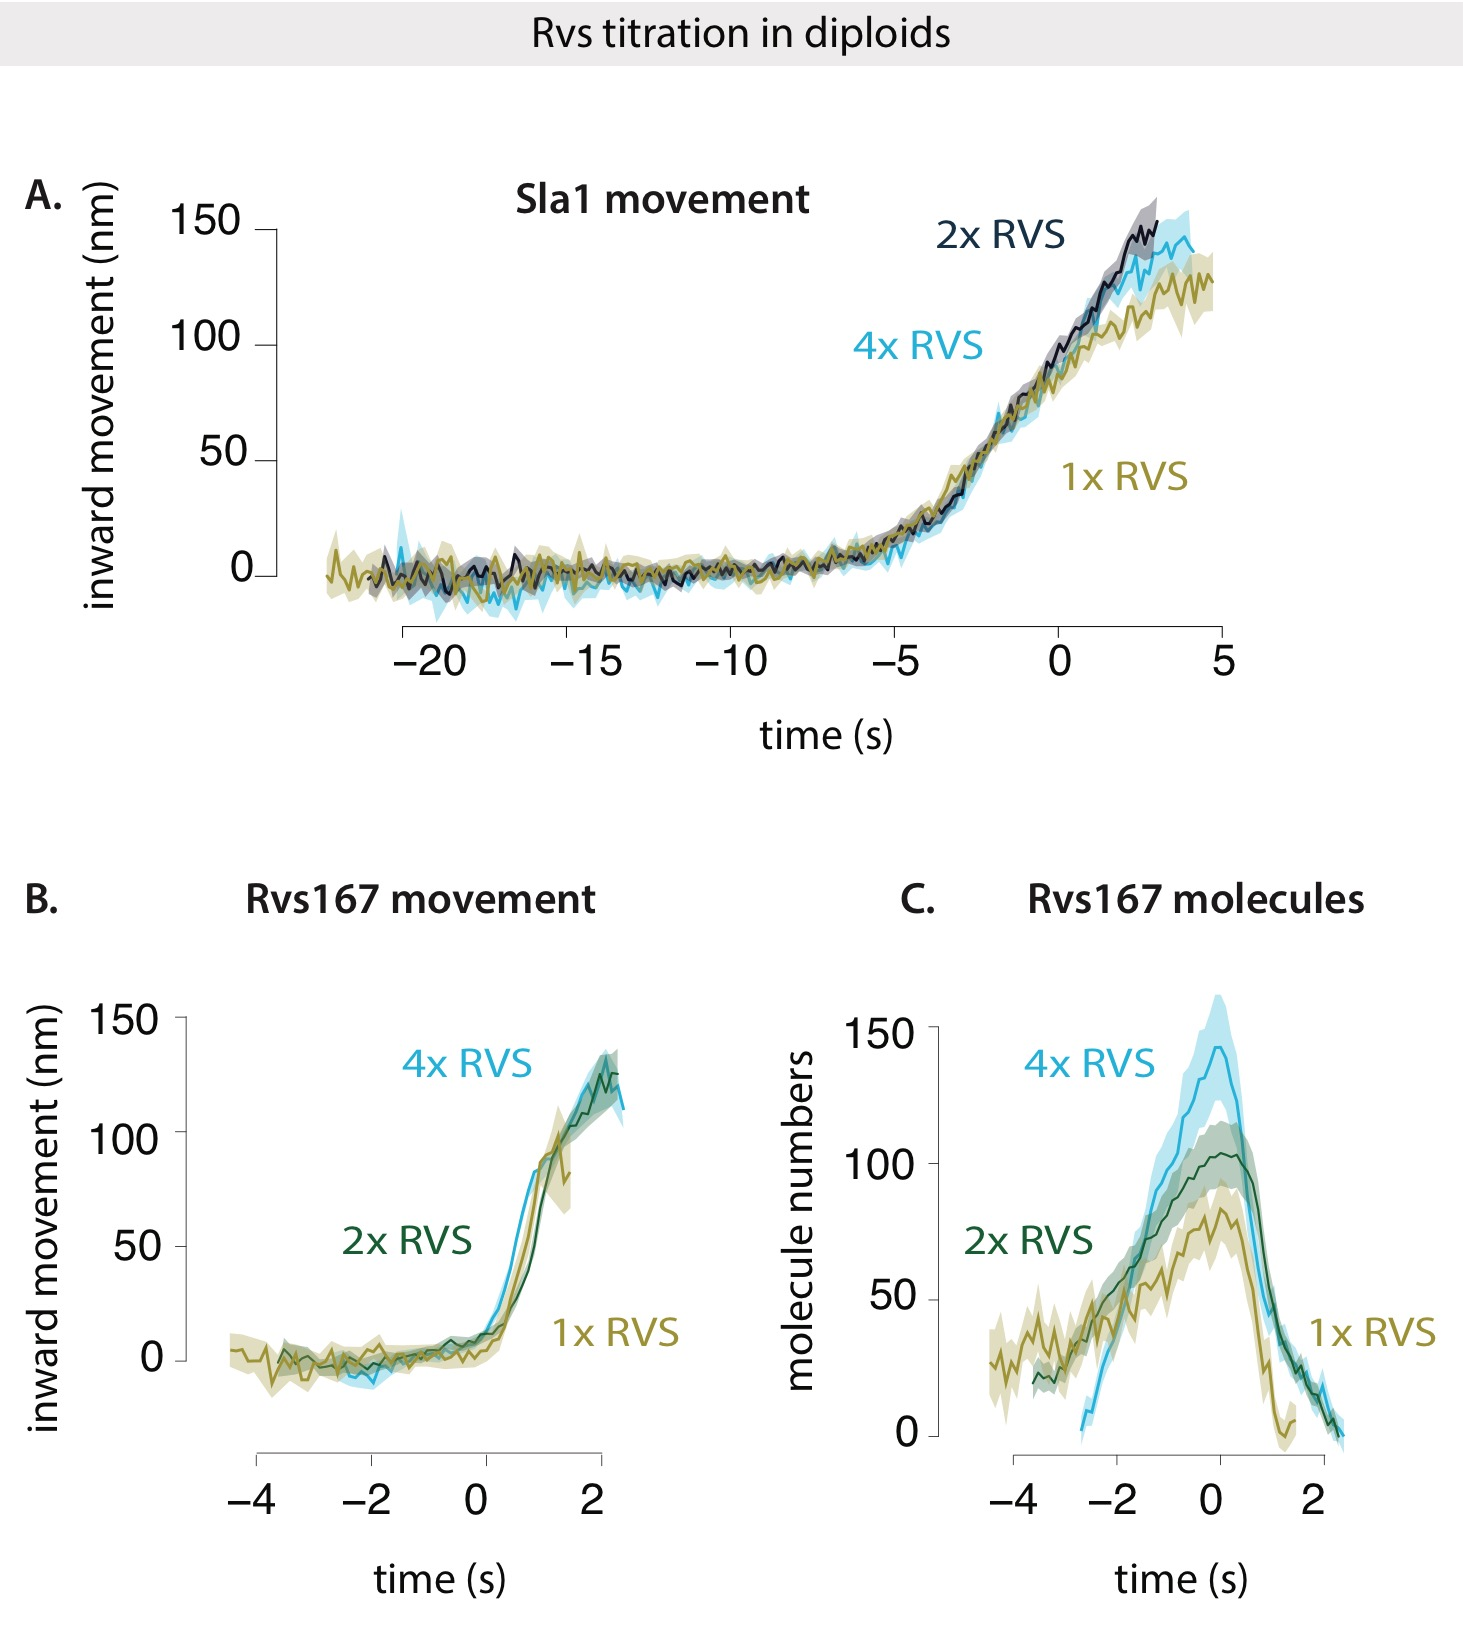 Rvs titration in diploids
A.
Sla1 movement
inward movement (nm)
150
100
50
0
2x RVS
4x RVS
1x RVS
−20 −15 −10 −5 0 5
time (s)
B.
Rvs167 movement
inward movement (nm)
150
100
50
0
4x RVS
2x RVS
1x RVS
−4 −2 0 2
time (s)
C.
Rvs167 molecules
molecule numbers
150
100
50
0
4x RVS
2x RVS
1x RVS
−4 −2 0 2
time (s)